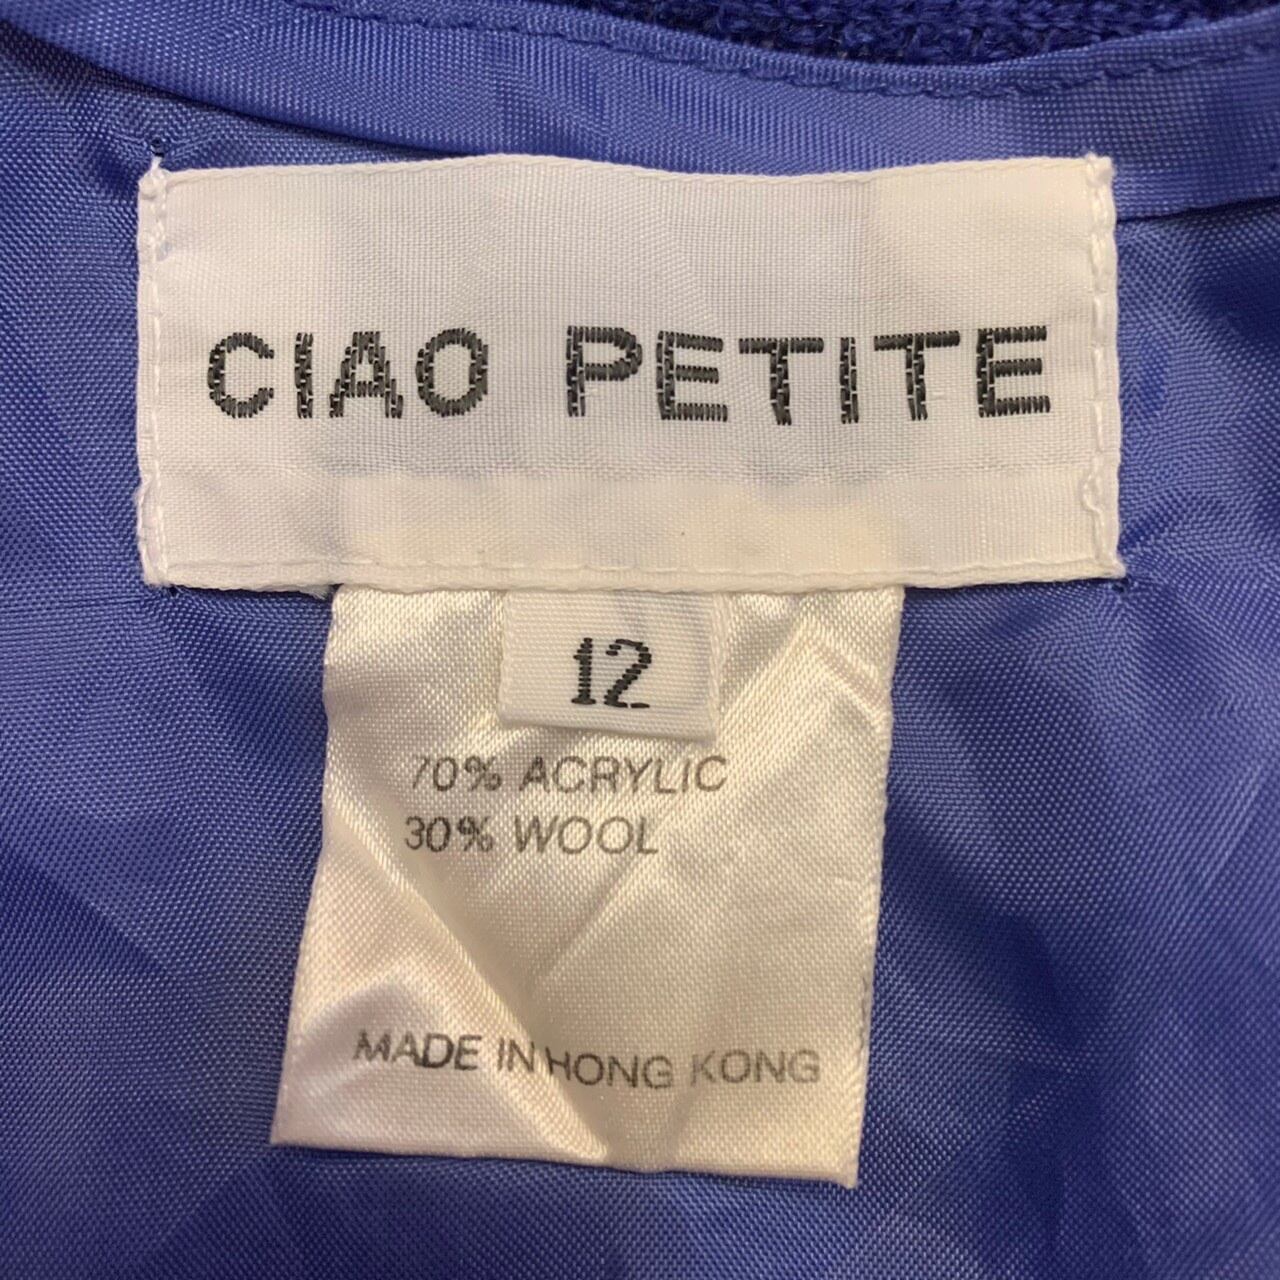 CIAO PETITE
12
70% ACRYLIC
30% WOOL
MADE IN HONG KONG